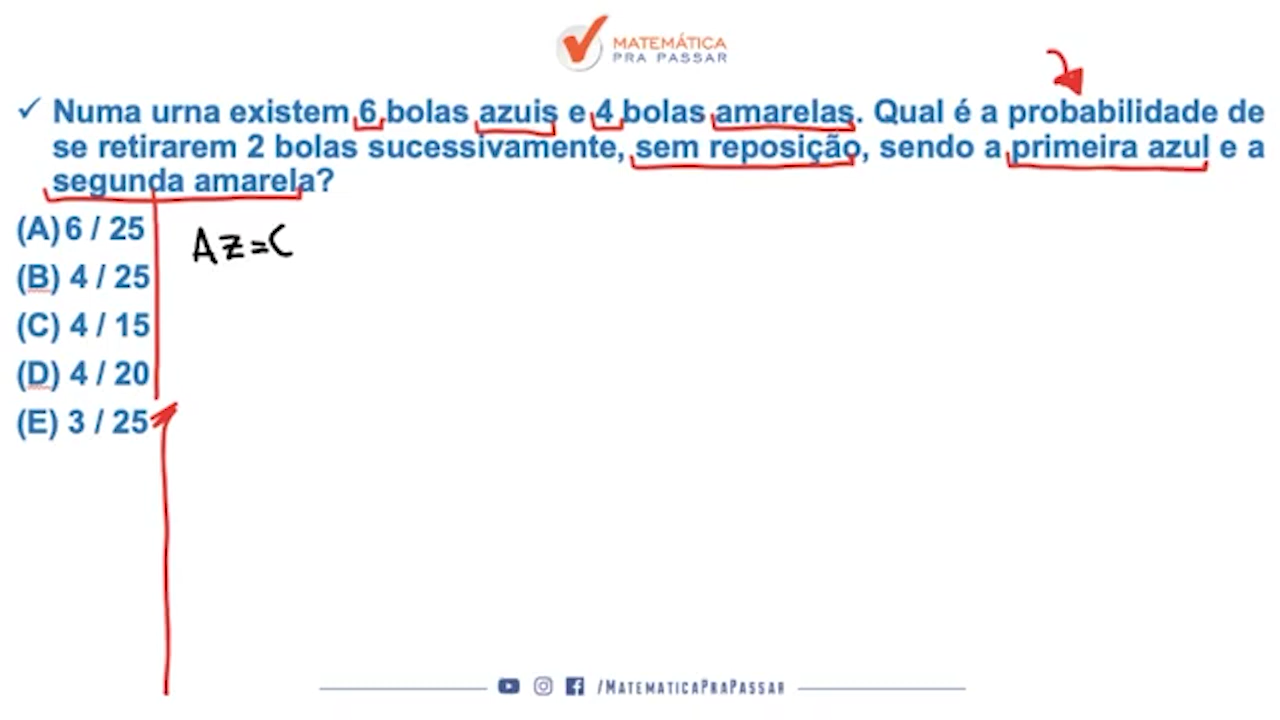 MATEMÁTICA
PRA PASSAR
✓ Numa urna existem 6 bolas azuis e 4 bolas amarelas. Qual é a probabilidade de
se retirarem 2 bolas sucessivamente, sem reposição, sendo a primeira azul e a
segunda amarela?
(A) 6 / 25
(B) 4 / 25
(C) 4 / 15
(D) 4 / 20
(E) 3 / 25
Az=C
/MATEMATICAPRAPASSAR